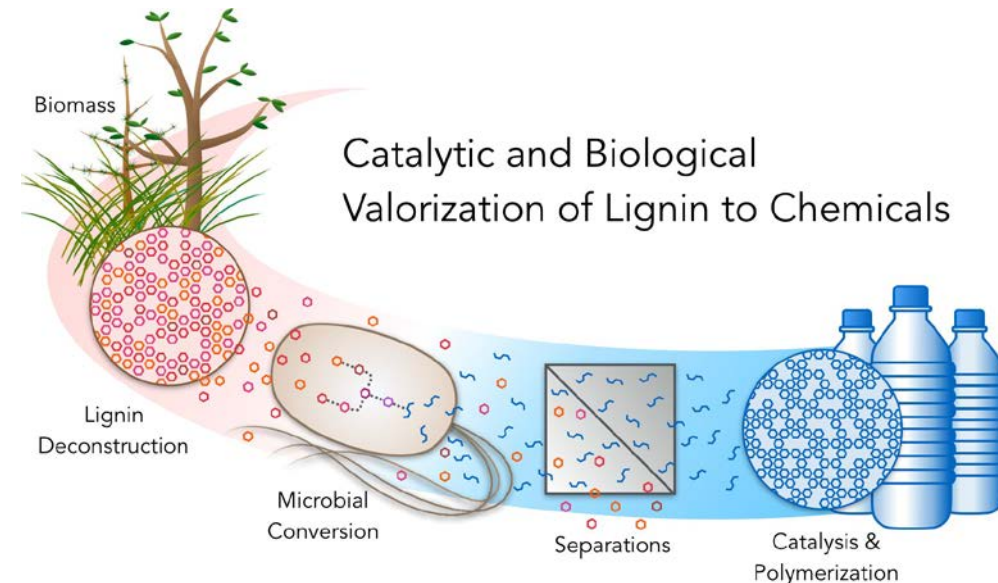 Biomass
Catalytic and Biological
Valorization of Lignin to Chemicals
Lignin
Deconstruction
Microbial
Conversion
Separations
Catalysis &
Polymerization